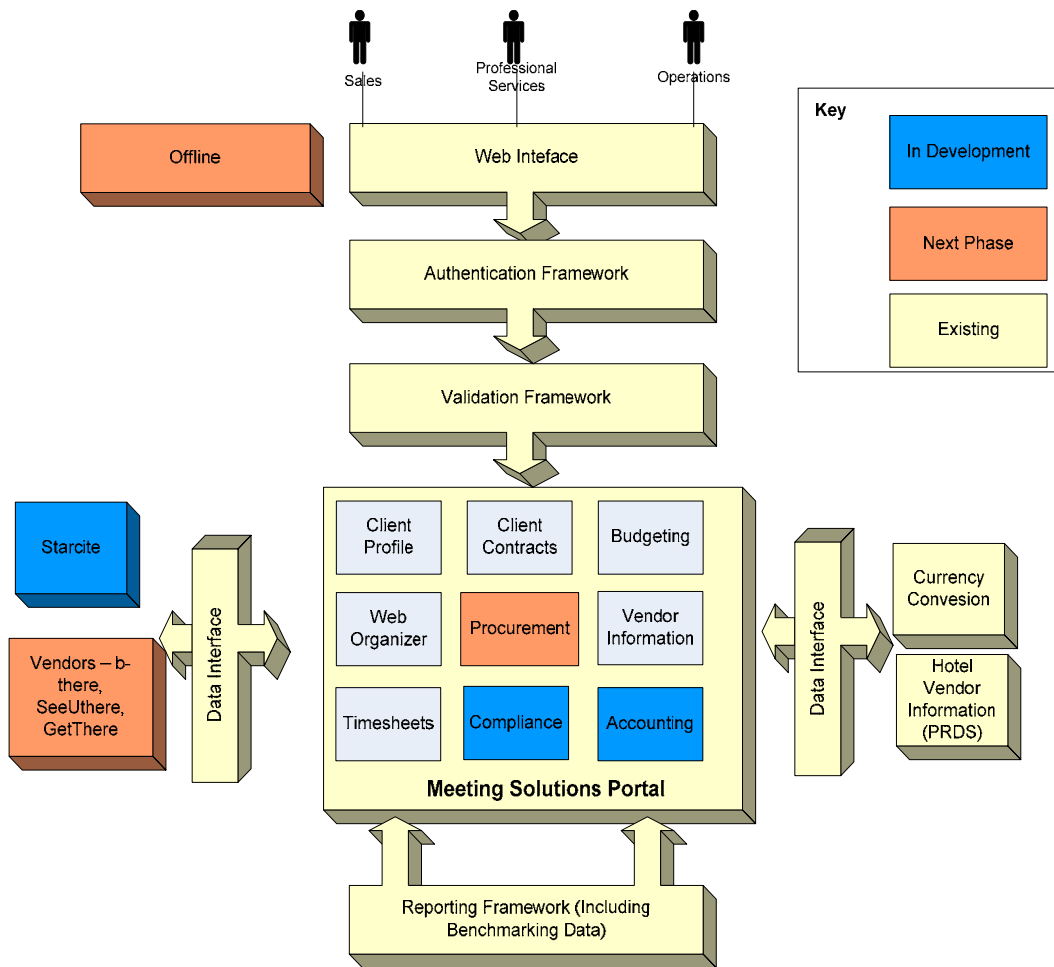 Sales
Professional
Services
Operations
Key
In Development
Next Phase
Existing
Offline
Web Inteface
Authentication Framework
Validation Framework
Client
Profile
Client
Contracts
Budgeting
Web
Organizer
Procurement
Vendor
Information
Timesheets
Compliance
Accounting
Meeting Solutions Portal
Starcite
Vendors – b-
there,
SeeUthere,
GetThere
Data Interface
Data Interface
Currency
Convesion
Hotel
Vendor
Information
(PRDS)
Reporting Framework (Including
Benchmarking Data)